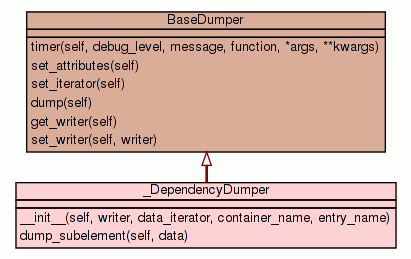 BaseDumper
timer(self, debug_level, message, function, *args, **kwargs)
set_attributes(self)
set_iterator(self)
dump(self)
get_writer(self)
set_writer(self, writer)
_DependencyDumper
__init__(self, writer, data_iterator, container_name, entry_name)
dump_subelement(self, data)